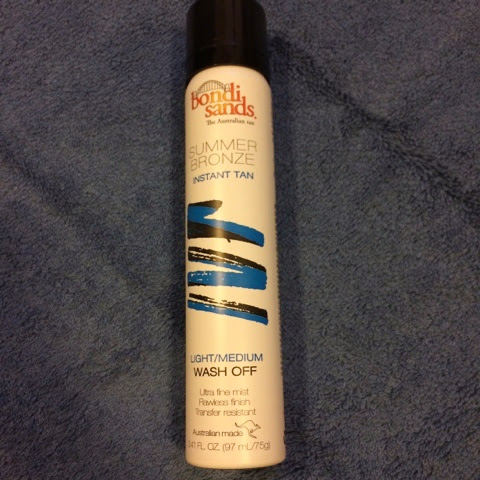 bondi
sands.
The Australian tan
SUMMER
BRONZE
INSTANT TAN
LIGHT/MEDIUM
WASH OFF
Ultra fine mist
Flawless finish
Transfer resistant
Australian made
3.41 FL. OZ. (97 mL/75g)